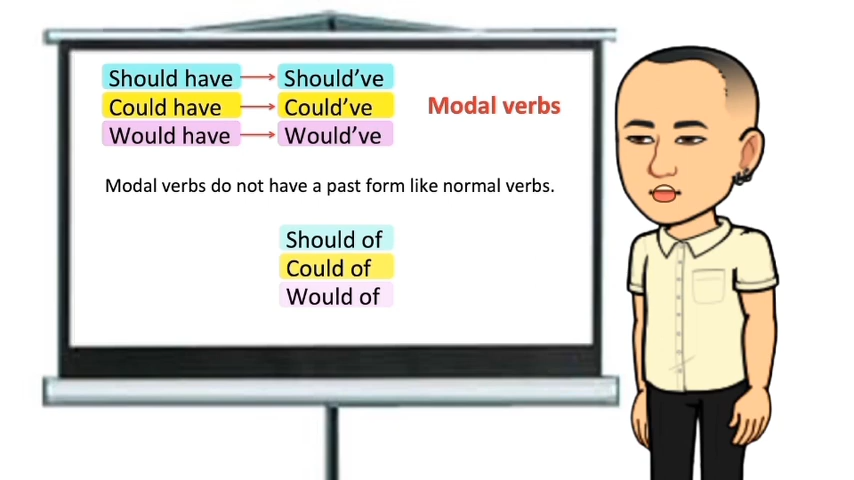 Should have → Should’ve
Could have → Could’ve
Modal verbs
Would have → Would’ve
Modal verbs do not have a past form like normal verbs.
Should of
Could of
Would of